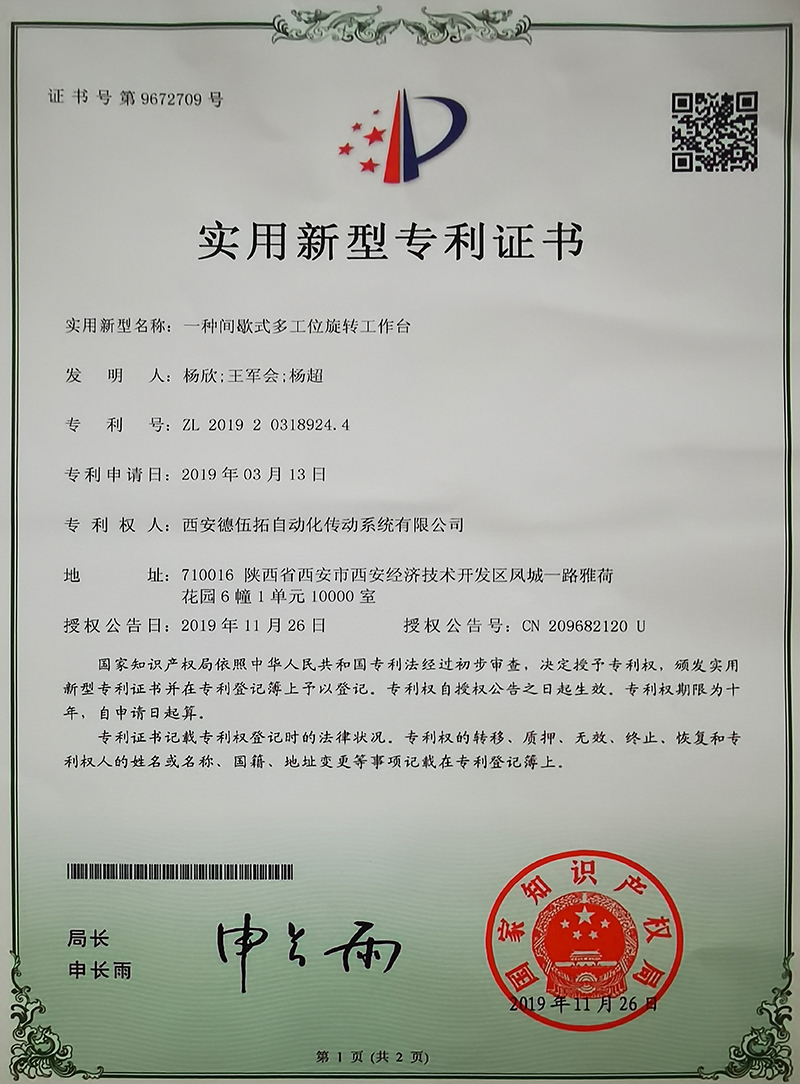 证书号第9672709号
实用新型专利证书
实用新型名称：一种间歇式多工位旋转工作台
发 明 人：杨欣;王军会;杨超
专 利 号：ZL 2019 2 0318924.4
专利申请日：2019年03月13日
专 利 权 人：西安德伍拓自动化传动系统有限公司
地 址：710016 陕西省西安市西安经济技术开发区凤城一路雅荷
花园6幢1单元10000室
授权公告日：2019年11月26日 授权公告号：CN 209682120 U
国家知识产权局依照中华人民共和国专利法经过初步审查，决定授予专利权，颁发实用
新型专利证书并在专利登记簿上予以登记。专利权自授权公告之日起生效。专利权期限为十
年，自申请日起算。
专利证书记载专利权登记时的法律状况。专利权的转移、质押、无效、终止、恢复和专
利权人的姓名或名称、国籍、地址变更等事项记载在专利登记簿上。
局长
申长雨
申长雨
国家知识产权局
2019年11月26日
第 1 页 (共 2 页)